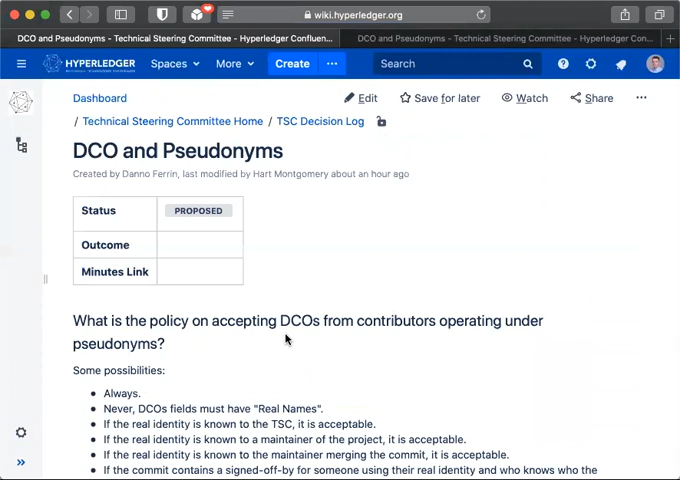 wiki.hyperledger.org
DCO and Pseudonyms - Technical Steering Committee - Hyperledger Confluen...
DCO and Pseudonyms - Technical Steering Committee - Hyperledger Con...
HYPERLEDGER
Spaces
More
Create
Search
Dashboard
Edit
Save for later
Watch
Share
/ Technical Steering Committee Home / TSC Decision Log
DCO and Pseudonyms
Created by Danno Ferrin, last modified by Hart Montgomery about an hour ago
Status PROPOSED
Outcome
Minutes Link
What is the policy on accepting DCOs from contributors operating under
pseudonyms?
Some possibilities:
• Always.
• Never, DCOs fields must have "Real Names".
• If the real identity is known to the TSC, it is acceptable.
• If the real identity is known to a maintainer of the project, it is acceptable.
• If the real identity is known to the maintainer merging the commit, it is acceptable.
• If the commit contains a signed-off-by for someone using their real identity and who knows who the